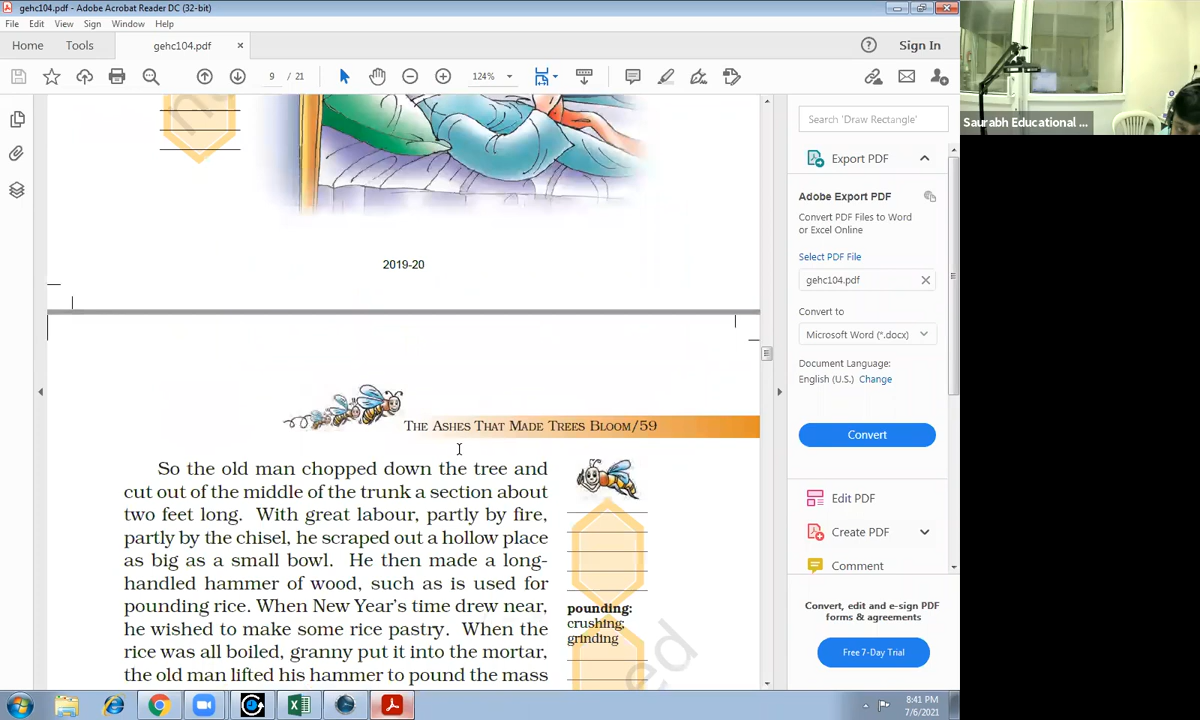 gehc104.pdf - Adobe Acrobat Reader DC (32-bit)
File Edit View Sign Window Help
Home Tools gehc104.pdf × Sign In
9 / 21 124%
Search 'Draw Rectangle'
Export PDF
Adobe Export PDF
Convert PDF Files to Word
or Excel Online
Select PDF File
gehc104.pdf
Convert to
Microsoft Word (*.docx)
Document Language:
English (U.S.) Change
Convert
Edit PDF
Create PDF
Comment
Convert, edit and e-sign PDF
forms & agreements
Free 7-Day Trial
Saurabh Educational ...
2019-20
THE ASHES THAT MADE TREES BLOOM/59
So the old man chopped down the tree and
cut out of the middle of the trunk a section about
two feet long. With great labour, partly by fire,
partly by the chisel, he scraped out a hollow place
as big as a small bowl. He then made a long-
handled hammer of wood, such as is used for
pounding rice. When New Year's time drew near,
he wished to make some rice pastry. When the
rice was all boiled, granny put it into the mortar,
the old man lifted his hammer to pound the mass
pounding:
crushing;
grinding
8:41 PM
7/6/2021